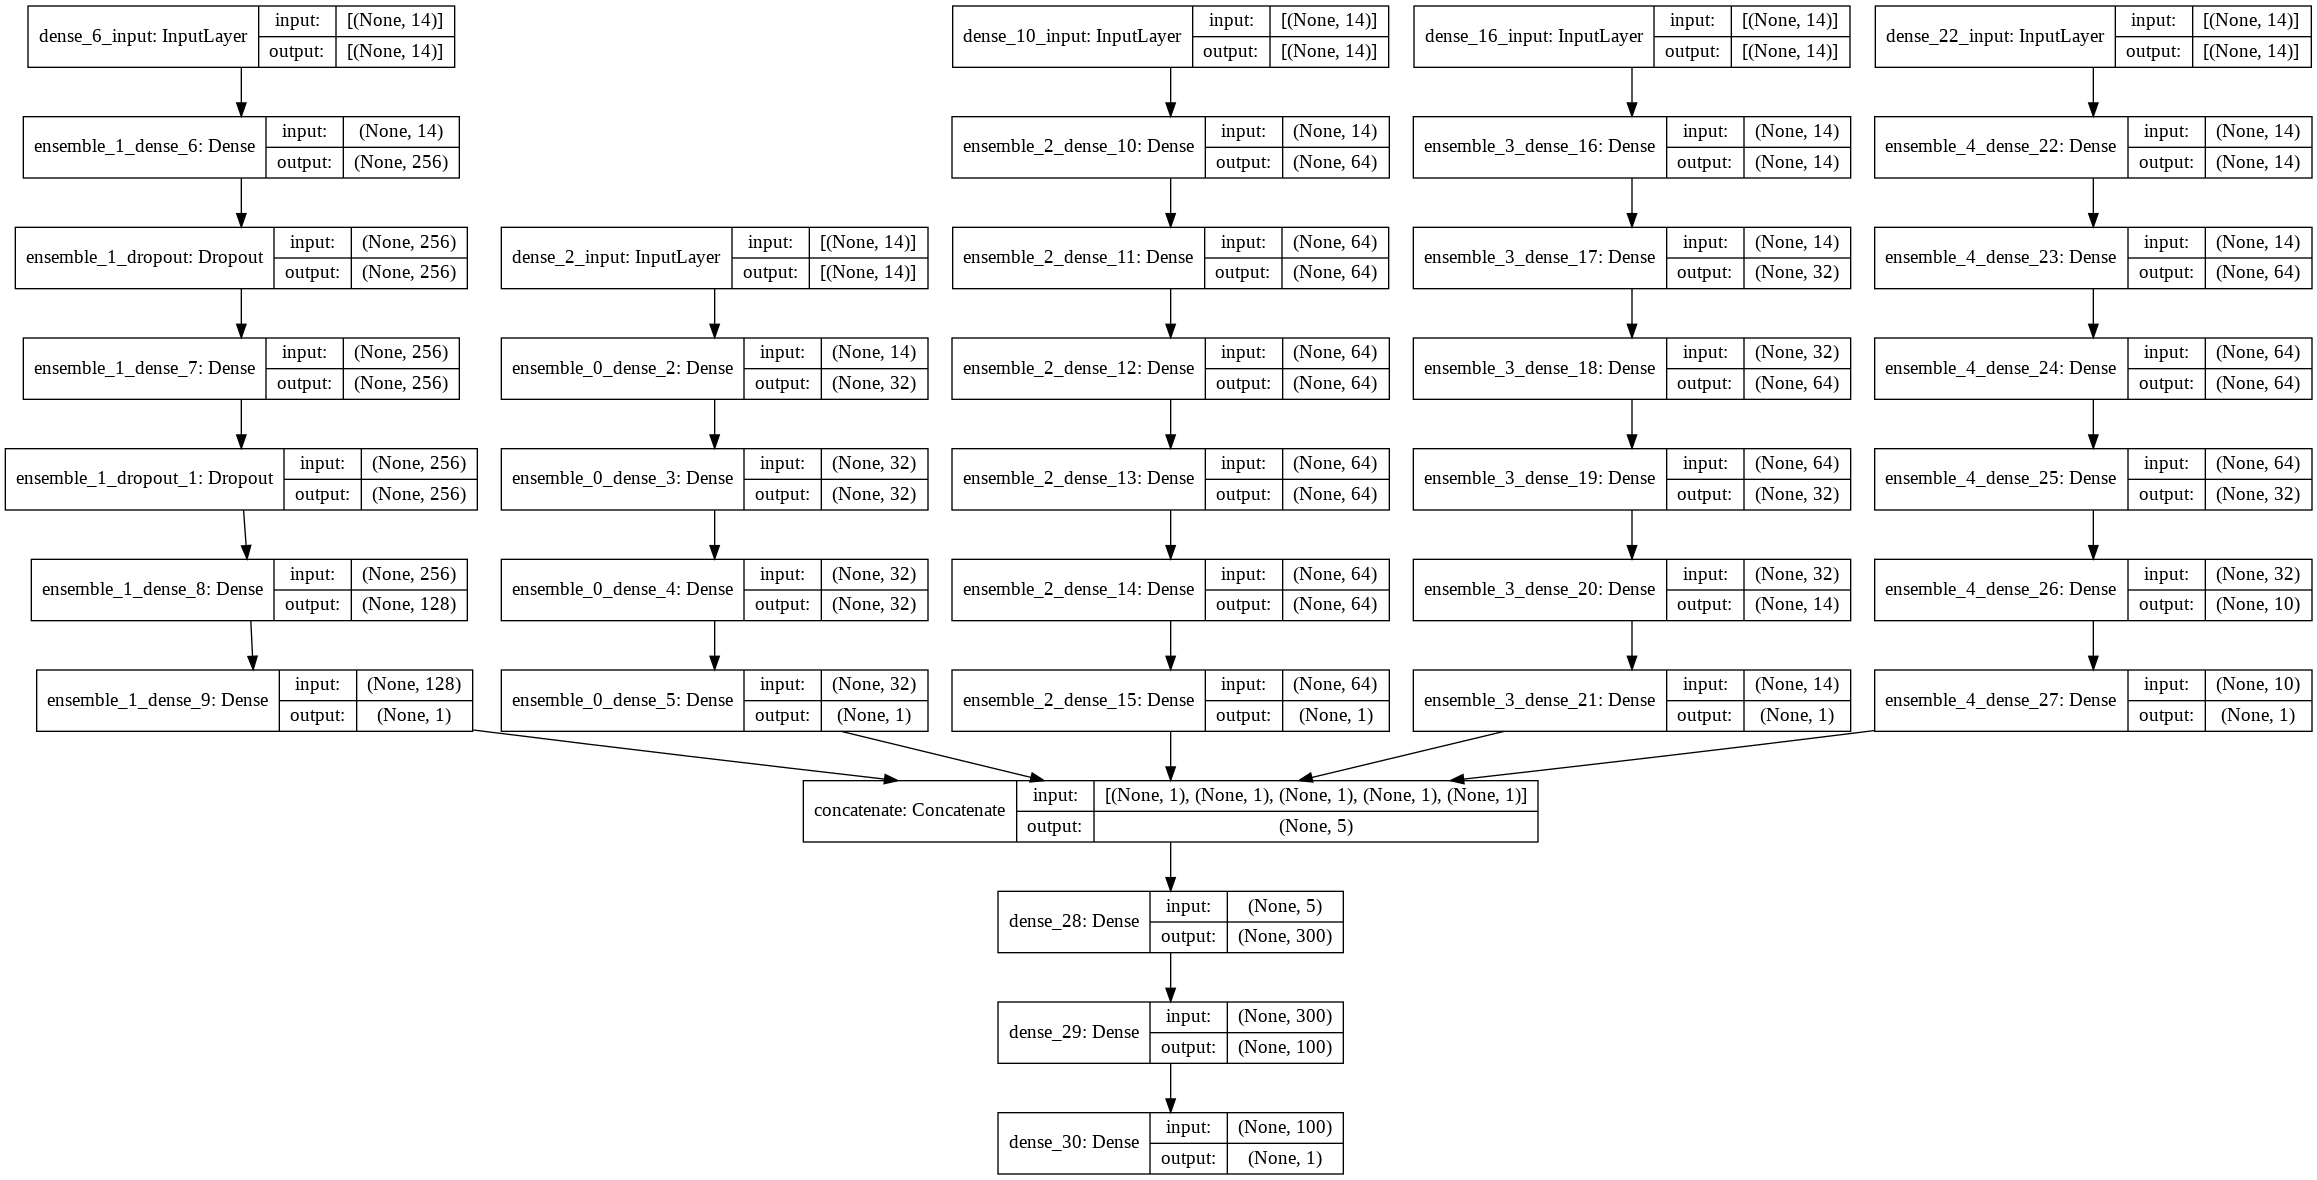 dense_6_input: InputLayer
input: [(None, 14)]
output: [(None, 14)]
dense_10_input: InputLayer
input: [(None, 14)]
output: [(None, 14)]
dense_16_input: InputLayer
input: [(None, 14)]
output: [(None, 14)]
dense_22_input: InputLayer
input: [(None, 14)]
output: [(None, 14)]
ensemble_1_dense_6: Dense
input: (None, 14)
output: (None, 256)
ensemble_2_dense_10: Dense
input: (None, 14)
output: (None, 64)
ensemble_3_dense_16: Dense
input: (None, 14)
output: (None, 14)
ensemble_4_dense_22: Dense
input: (None, 14)
output: (None, 14)
ensemble_1_dropout: Dropout
input: (None, 256)
output: (None, 256)
dense_2_input: InputLayer
input: [(None, 14)]
output: [(None, 14)]
ensemble_2_dense_11: Dense
input: (None, 64)
output: (None, 64)
ensemble_3_dense_17: Dense
input: (None, 14)
output: (None, 32)
ensemble_4_dense_23: Dense
input: (None, 14)
output: (None, 64)
ensemble_1_dense_7: Dense
input: (None, 256)
output: (None, 256)
ensemble_0_dense_2: Dense
input: (None, 14)
output: (None, 32)
ensemble_2_dense_12: Dense
input: (None, 64)
output: (None, 64)
ensemble_3_dense_18: Dense
input: (None, 32)
output: (None, 64)
ensemble_4_dense_24: Dense
input: (None, 64)
output: (None, 64)
ensemble_1_dropout_1: Dropout
input: (None, 256)
output: (None, 256)
ensemble_0_dense_3: Dense
input: (None, 32)
output: (None, 32)
ensemble_2_dense_13: Dense
input: (None, 64)
output: (None, 64)
ensemble_3_dense_19: Dense
input: (None, 64)
output: (None, 32)
ensemble_4_dense_25: Dense
input: (None, 64)
output: (None, 32)
ensemble_1_dense_8: Dense
input: (None, 256)
output: (None, 128)
ensemble_0_dense_4: Dense
input: (None, 32)
output: (None, 32)
ensemble_2_dense_14: Dense
input: (None, 64)
output: (None, 64)
ensemble_3_dense_20: Dense
input: (None, 32)
output: (None, 14)
ensemble_4_dense_26: Dense
input: (None, 32)
output: (None, 10)
ensemble_1_dense_9: Dense
input: (None, 128)
output: (None, 1)
ensemble_0_dense_5: Dense
input: (None, 32)
output: (None, 1)
ensemble_2_dense_15: Dense
input: (None, 64)
output: (None, 1)
ensemble_3_dense_21: Dense
input: (None, 14)
output: (None, 1)
ensemble_4_dense_27: Dense
input: (None, 10)
output: (None, 1)
concatenate: Concatenate
input: [(None, 1), (None, 1), (None, 1), (None, 1), (None, 1)]
output: (None, 5)
dense_28: Dense
input: (None, 5)
output: (None, 300)
dense_29: Dense
input: (None, 300)
output: (None, 100)
dense_30: Dense
input: (None, 100)
output: (None, 1)